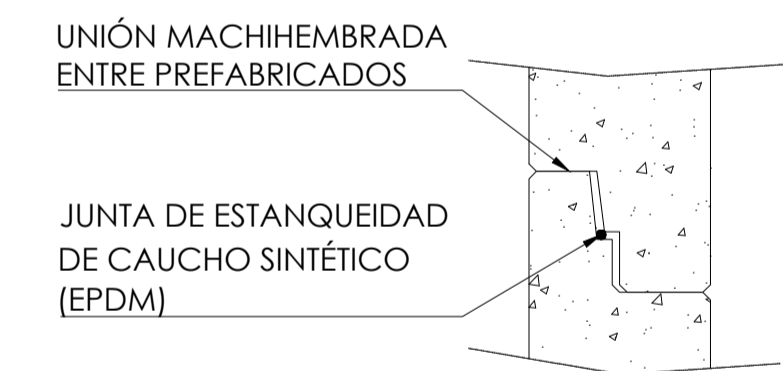 UNIÓN MACHIHEMBRADA
ENTRE PREFABRICADOS
JUNTA DE ESTANQUEIDAD
DE CAUCHO SINTÉTICO
(EPDM)